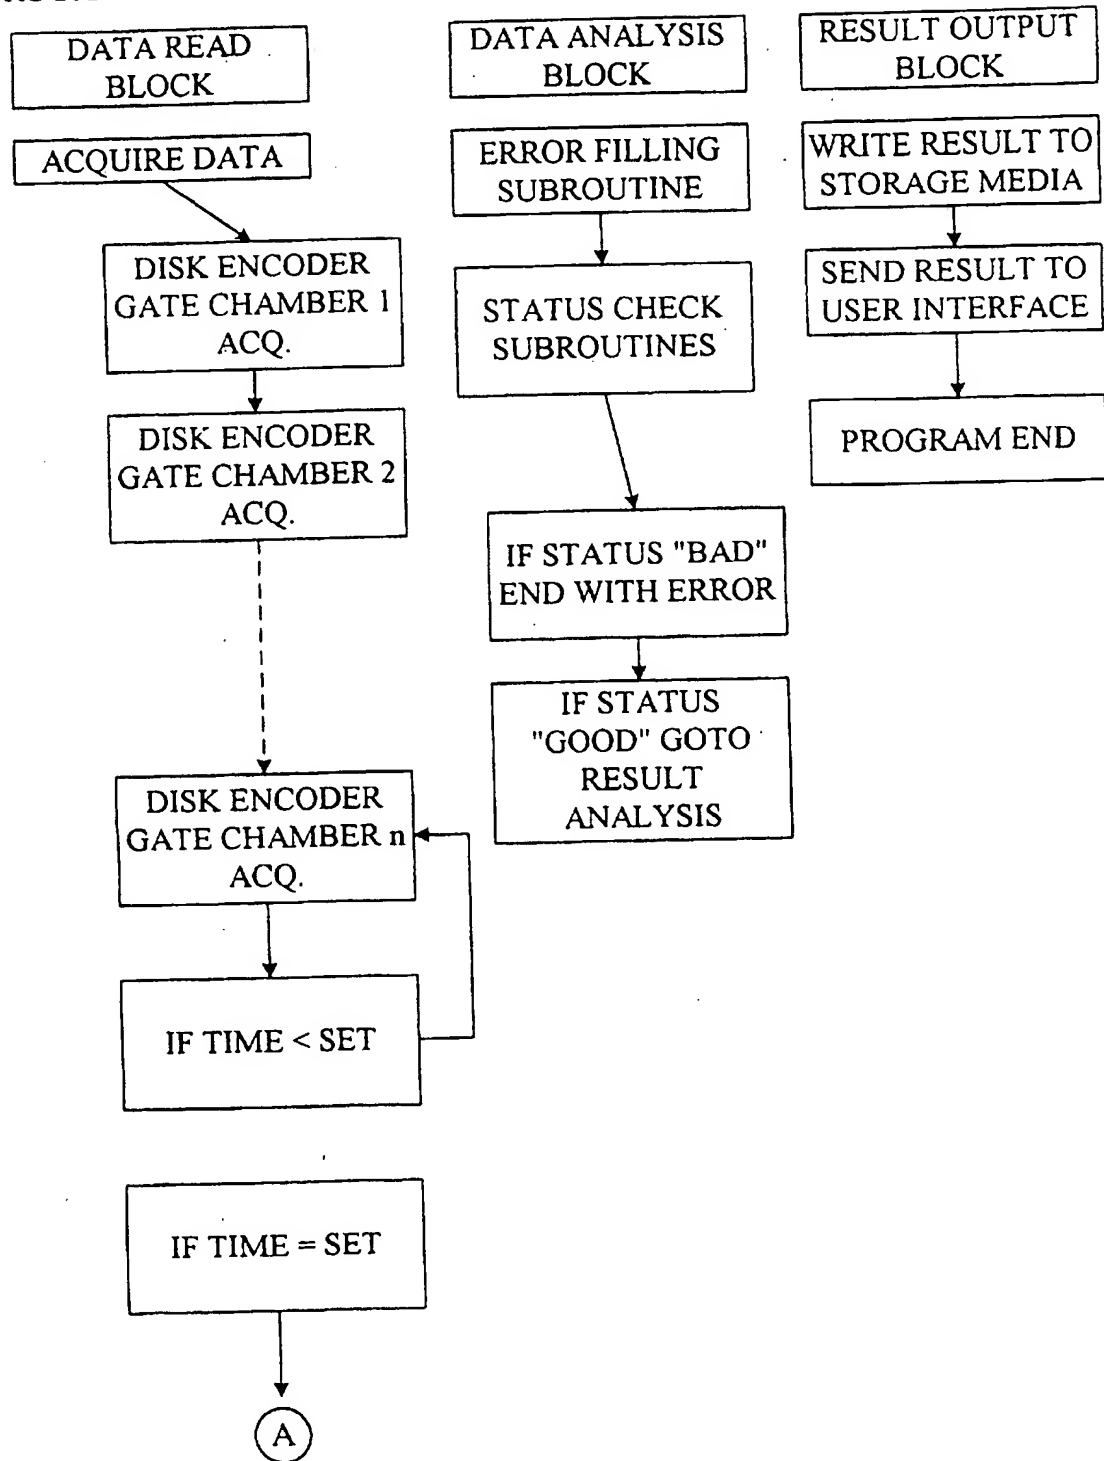 DATA READ
BLOCK
ACQUIRE DATA
DISK ENCODER
GATE CHAMBER 1
ACQ.
DISK ENCODER
GATE CHAMBER 2
ACQ.
DISK ENCODER
GATE CHAMBER n
ACQ.
IF TIME < SET
IF TIME = SET
A
DATA ANALYSIS
BLOCK
ERROR FILLING
SUBROUTINE
STATUS CHECK
SUBROUTINES
IF STATUS "BAD"
END WITH ERROR
IF STATUS
"GOOD" GOTO
RESULT
ANALYSIS
RESULT OUTPUT
BLOCK
WRITE RESULT TO
STORAGE MEDIA
SEND RESULT TO
USER INTERFACE
PROGRAM END